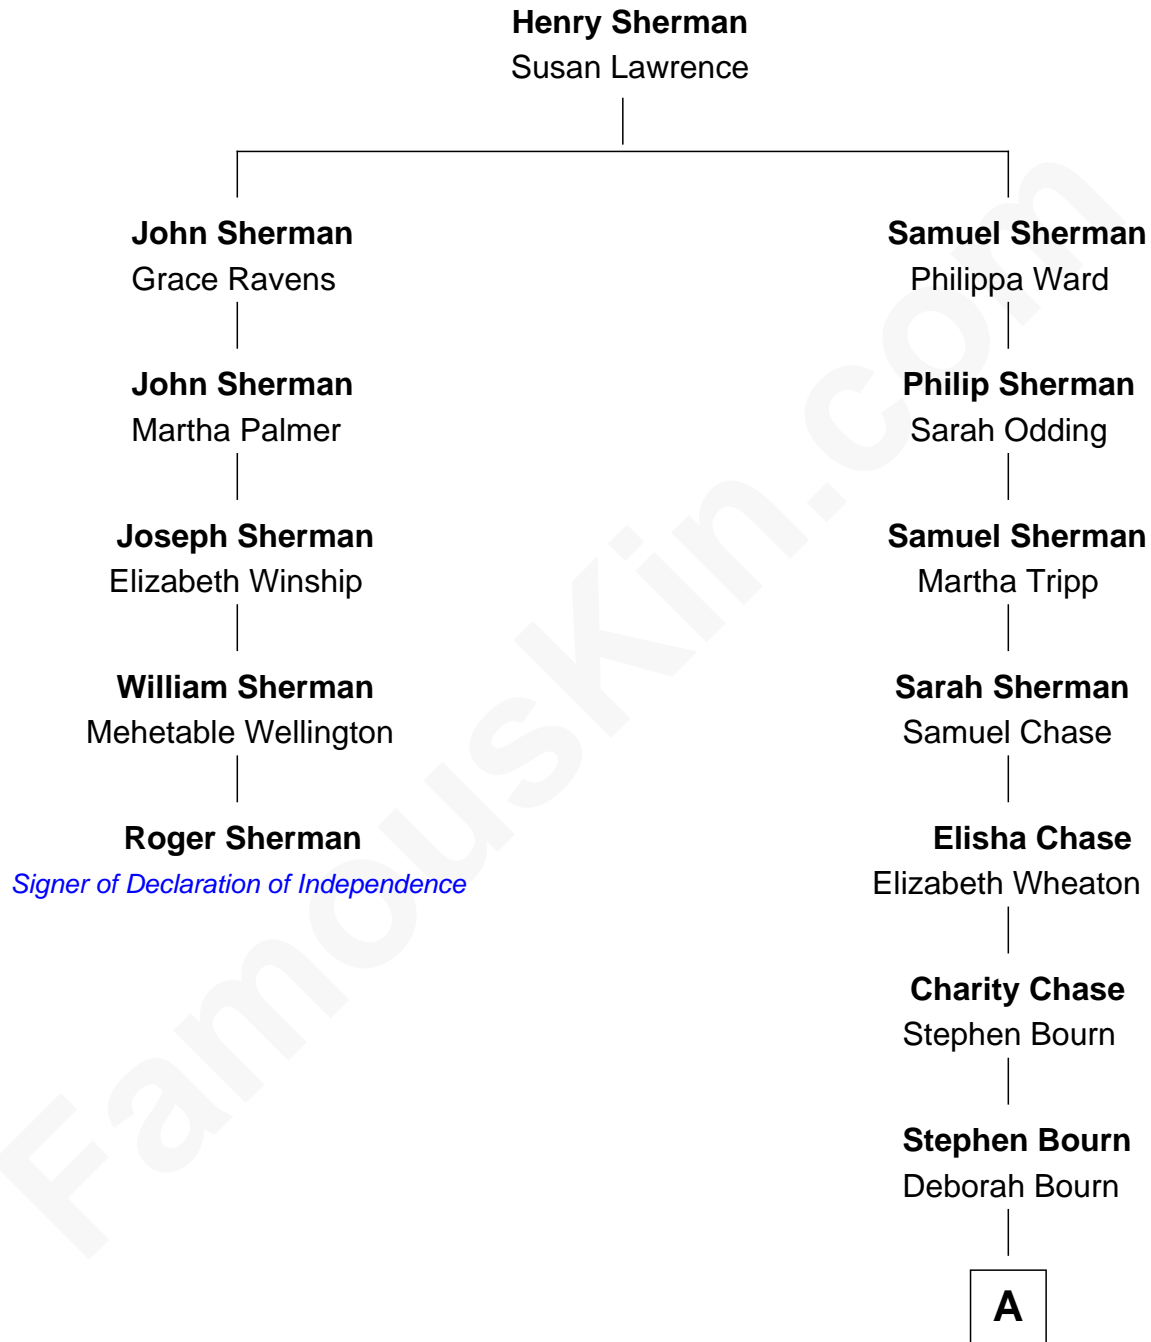 Henry Sherman
Susan Lawrence
John Sherman
Grace Ravens
John Sherman
Martha Palmer
Joseph Sherman
Elizabeth Winship
William Sherman
Mehetable Wellington
Roger Sherman
Signer of Declaration of Independence
Samuel Sherman
Philippa Ward
Philip Sherman
Sarah Odding
Samuel Sherman
Martha Tripp
Sarah Sherman
Samuel Chase
Elisha Chase
Elizabeth Wheaton
Charity Chase
Stephen Bourn
Stephen Bourn
Deborah Bourn
A
FamousKin.com